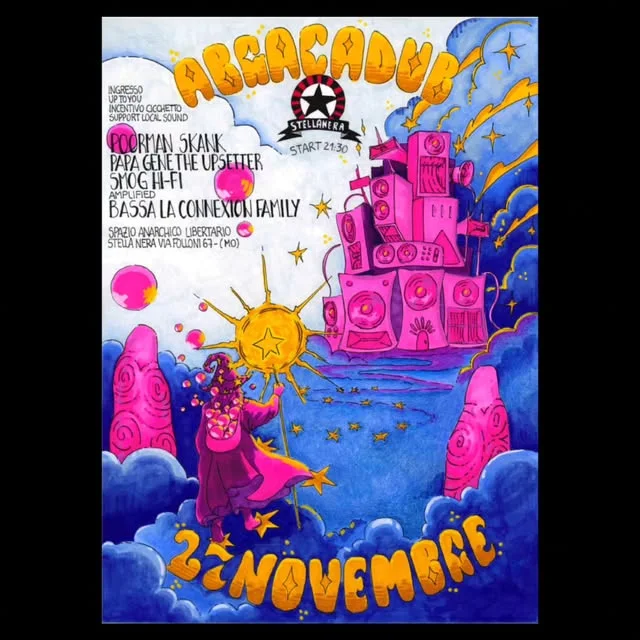 ABRACADUB
INGRESSO
UP TO YOU
INCENTIVO CICCHETTO
SUPPORT LOCAL SOUND
STELLANERA
START 21:30
POORMAN SKANK
PAPA GENE THE UPSETTER
SMOG HI-FI
AMPLIFIED
BASSA LA CONNEXION FAMILY
SPAZIO ANARCHICO LIBERTARIO
STELLA NERA VIA FOLLONI 67 - (MO)
22 NOVEMBRE